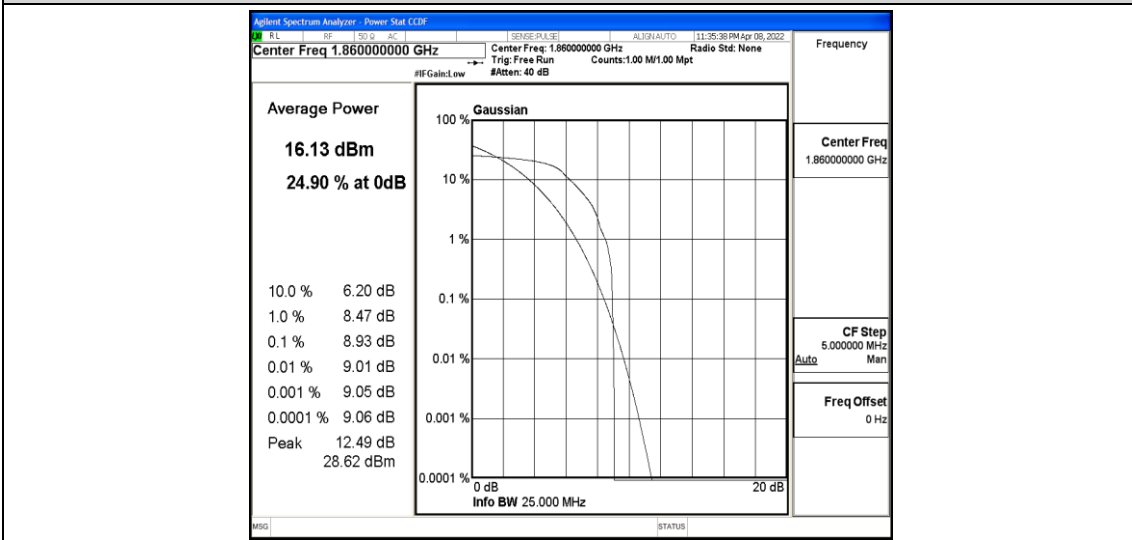 Agilent Spectrum Analyzer - Power Stat CCDF
LXI RL RF 50 Ω AC SENSE:PULSE ALIGNAUTO 11:35:38 PM Apr 08, 2022
Center Freq 1.860000000 GHz
Center Freq: 1.860000000 GHz Radio Std: None
Trig: Free Run Counts:1.00 M/1.00 Mpt
#IFGain:Low #Atten: 40 dB
Frequency
Average Power
16.13 dBm
24.90 % at 0dB
10.0 % 6.20 dB
1.0 % 8.47 dB
0.1 % 8.93 dB
0.01 % 9.01 dB
0.001 % 9.05 dB
0.0001 % 9.06 dB
Peak 12.49 dB
28.62 dBm
Gaussian
100 %
10 %
1 %
0.1 %
0.01 %
0.001 %
0.0001 %
0 dB 20 dB
Info BW 25.000 MHz
Center Freq
1.860000000 GHz
CF Step
5.000000 MHz
Auto Man
Freq Offset
0 Hz
MSG STATUS